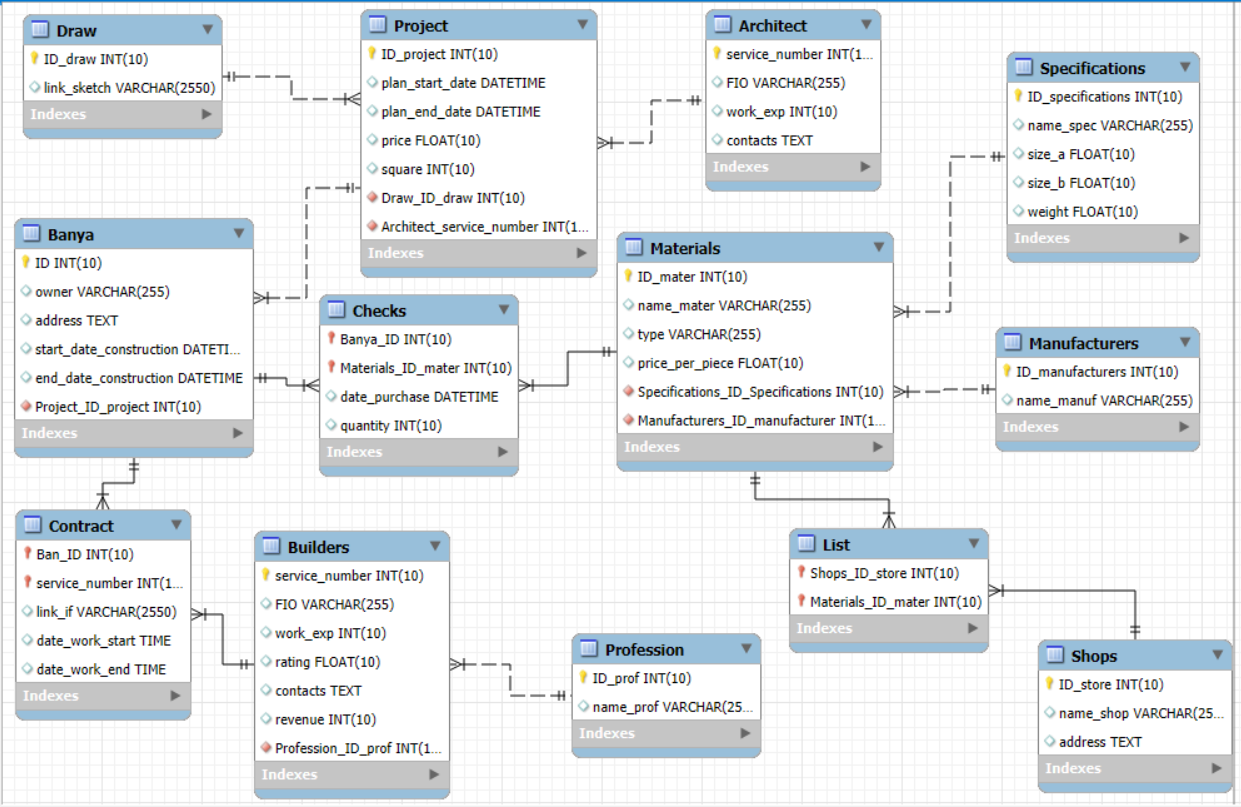 Draw
ID_draw INT(10)
link_sketch VARCHAR(2550)
Indexes
Project
ID_project INT(10)
plan_start_date DATETIME
plan_end_date DATETIME
price FLOAT(10)
square INT(10)
Draw_ID_draw INT(10)
Architect_service_number INT(1...
Indexes
Architect
service_number INT(1...
FIO VARCHAR(255)
work_exp INT(10)
contacts TEXT
Indexes
Specifications
ID_specifications INT(10)
name_spec VARCHAR(255)
size_a FLOAT(10)
size_b FLOAT(10)
weight FLOAT(10)
Indexes
Banya
ID INT(10)
owner VARCHAR(255)
address TEXT
start_date_construction DATETI...
end_date_construction DATETIME
Project_ID_project INT(10)
Indexes
Checks
Banya_ID INT(10)
Materials_ID_mater INT(10)
date_purchase DATETIME
quantity INT(10)
Indexes
Materials
ID_mater INT(10)
name_mater VARCHAR(255)
type VARCHAR(255)
price_per_piece FLOAT(10)
Specifications_ID_Specifications INT(10)
Manufacturers_ID_manufacturer INT(1...
Indexes
Manufacturers
ID_manufacturers INT(10)
name_manuf VARCHAR(255)
Indexes
Contract
Ban_ID INT(10)
service_number INT(1...
link_if VARCHAR(2550)
date_work_start TIME
date_work_end TIME
Indexes
Builders
service_number INT(10)
FIO VARCHAR(255)
work_exp INT(10)
rating FLOAT(10)
contacts TEXT
revenue INT(10)
Profession_ID_prof INT(1...
Indexes
Profession
ID_prof INT(10)
name_prof VARCHAR(25...
Indexes
List
Shops_ID_store INT(10)
Materials_ID_mater INT(10)
Indexes
Shops
ID_store INT(10)
name_shop VARCHAR(25...
address TEXT
Indexes